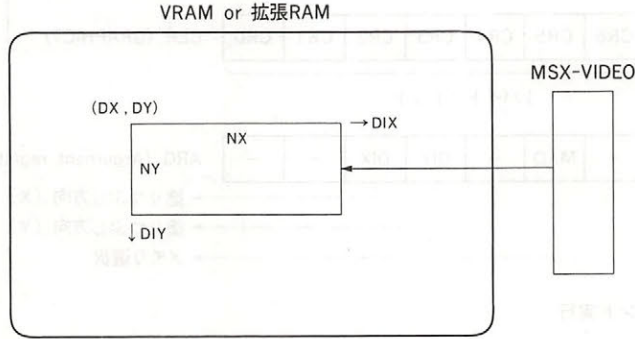 VRAM or 拡張RAM
MSX-VIDEO
(DX , DY)
→DIX
NX
NY
↓DIY